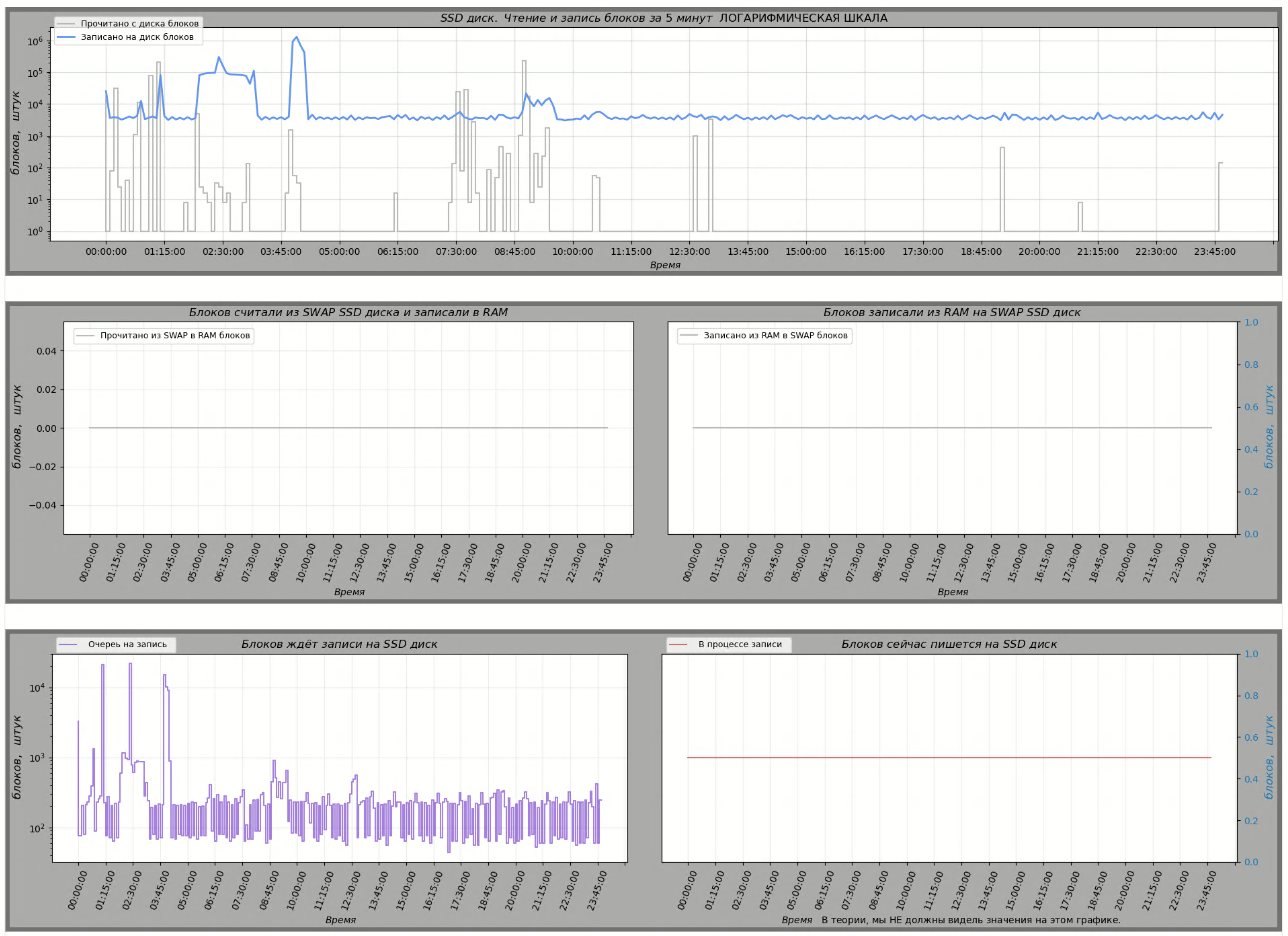 SSD диск. Чтение и запись блоков за 5 минут ЛОГАРИФМИЧЕСКАЯ ШКАЛА
Прочитано с диска блоков
Записано на диск блоков
10⁶
10⁵
10⁴
10³
10²
10¹
10⁰
блоков, штук
00:00:00 01:15:00 02:30:00 03:45:00 05:00:00 06:15:00 07:30:00 08:45:00 10:00:00 11:15:00 12:30:00 13:45:00 15:00:00 16:15:00 17:30:00 18:45:00 20:00:00 21:15:00 22:30:00 23:45:00
Время
Блоков считали из SWAP SSD диска и записали в RAM
Прочитано из SWAP в RAM блоков
0.04
0.02
0.00
−0.02
−0.04
блоков, штук
00:00:00 01:15:00 02:30:00 03:45:00 05:00:00 06:15:00 07:30:00 08:45:00 10:00:00 11:15:00 12:30:00 13:45:00 15:00:00 16:15:00 17:30:00 18:45:00 20:00:00 21:15:00 22:30:00 23:45:00
Время
Блоков записали из RAM на SWAP SSD диск
Записано из RAM в SWAP блоков
1.0
0.8
0.6
0.4
0.2
0.0
блоков, штук
00:00:00 01:15:00 02:30:00 03:45:00 05:00:00 06:15:00 07:30:00 08:45:00 10:00:00 11:15:00 12:30:00 13:45:00 15:00:00 16:15:00 17:30:00 18:45:00 20:00:00 21:15:00 22:30:00 23:45:00
Время
Очереь на запись
Блоков ждёт записи на SSD диск
10⁴
10³
10²
блоков, штук
00:00:00 01:15:00 02:30:00 03:45:00 05:00:00 06:15:00 07:30:00 08:45:00 10:00:00 11:15:00 12:30:00 13:45:00 15:00:00 16:15:00 17:30:00 18:45:00 20:00:00 21:15:00 22:30:00 23:45:00
Время
В процессе записи
Блоков сейчас пишется на SSD диск
1.0
0.8
0.6
0.4
0.2
0.0
блоков, штук
00:00:00 01:15:00 02:30:00 03:45:00 05:00:00 06:15:00 07:30:00 08:45:00 10:00:00 11:15:00 12:30:00 13:45:00 15:00:00 16:15:00 17:30:00 18:45:00 20:00:00 21:15:00 22:30:00 23:45:00
Время В теории, мы НЕ должны видель значения на этом графике.